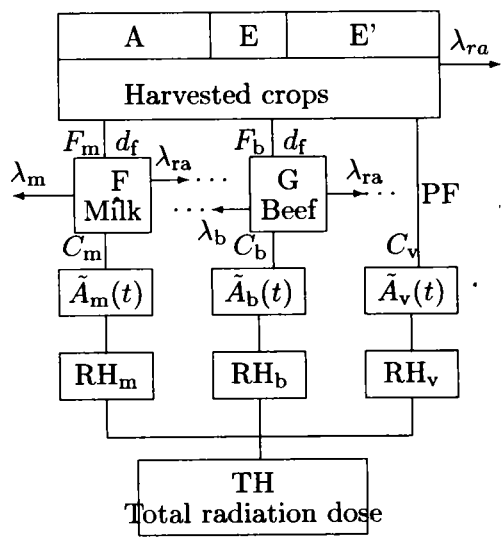 A E E'
λ_ra
Harvested crops
F_m d_f F_b d_f
λ_m F Milk λ_ra ... G Beef λ_ra ... PF
... λ_b
C_m C_b C_v
Ã_m(t) Ã_b(t) Ã_v(t)
RH_m RH_b RH_v
TH
Total radiation dose